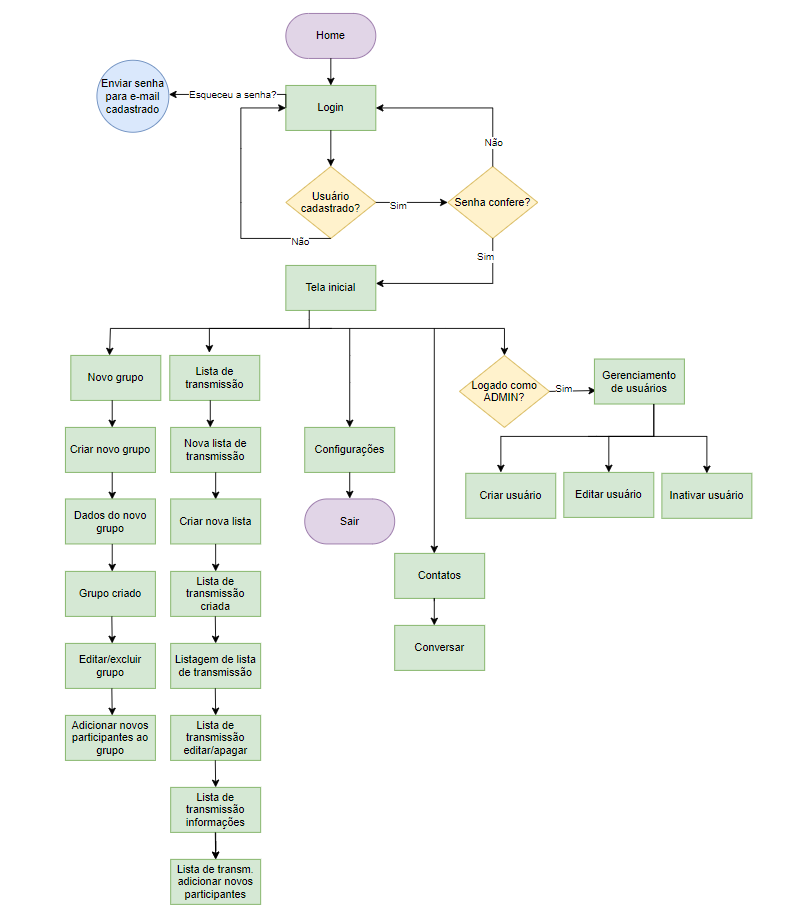 Home
Enviar senha
para e-mail
cadastrado
Esqueceu a senha?
Login
Não
Usuário
cadastrado?
Sim
Senha confere?
Não
Sim
Tela inicial
Novo grupo
Lista de
transmissão
Logado como
ADMIN?
Sim
Gerenciamento
de usuários
Criar novo grupo
Nova lista de
transmissão
Configurações
Criar usuário
Editar usuário
Inativar usuário
Dados do novo
grupo
Criar nova lista
Sair
Grupo criado
Lista de
transmissão
criada
Contatos
Editar/excluir
grupo
Listagem de lista
de transmissão
Conversar
Adicionar novos
participantes ao
grupo
Lista de
transmissão
editar/apagar
Lista de
transmissão
informações
Lista de transm.
adicionar novos
participantes